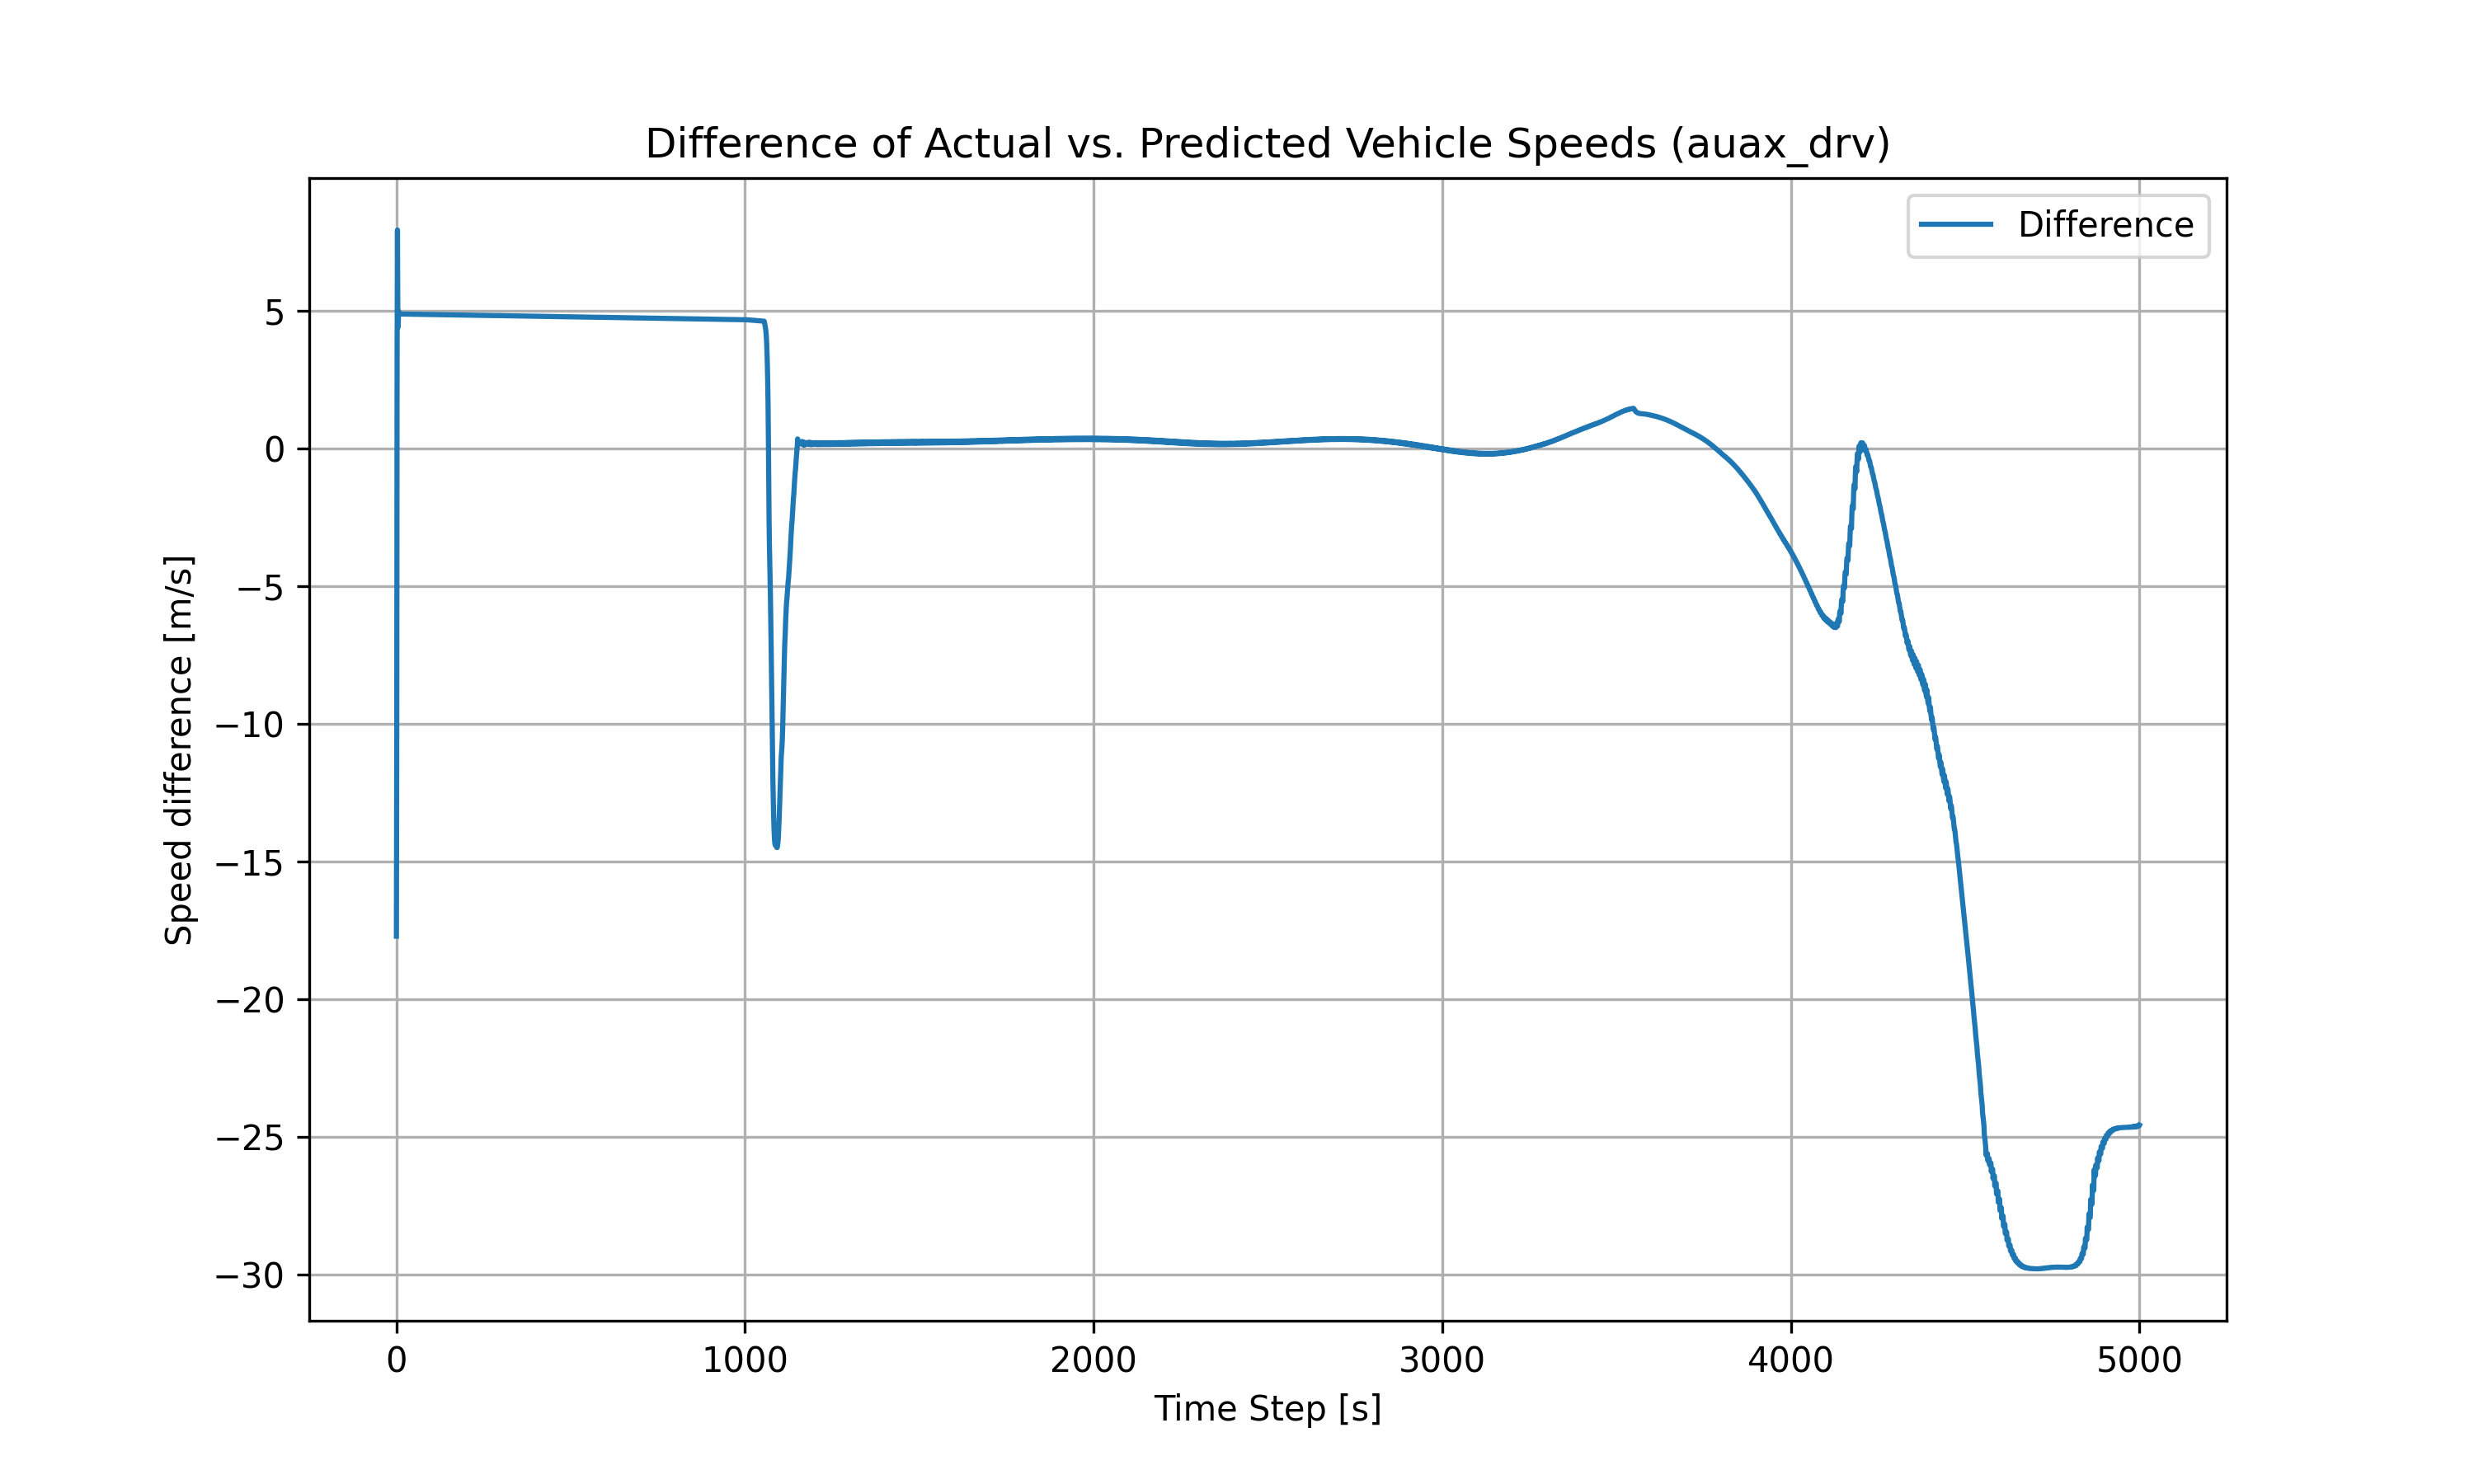 Difference of Actual vs. Predicted Vehicle Speeds (auax_drv)
Difference
5
0
−5
−10
−15
−20
−25
−30
Speed difference [m/s]
0 1000 2000 3000 4000 5000
Time Step [s]